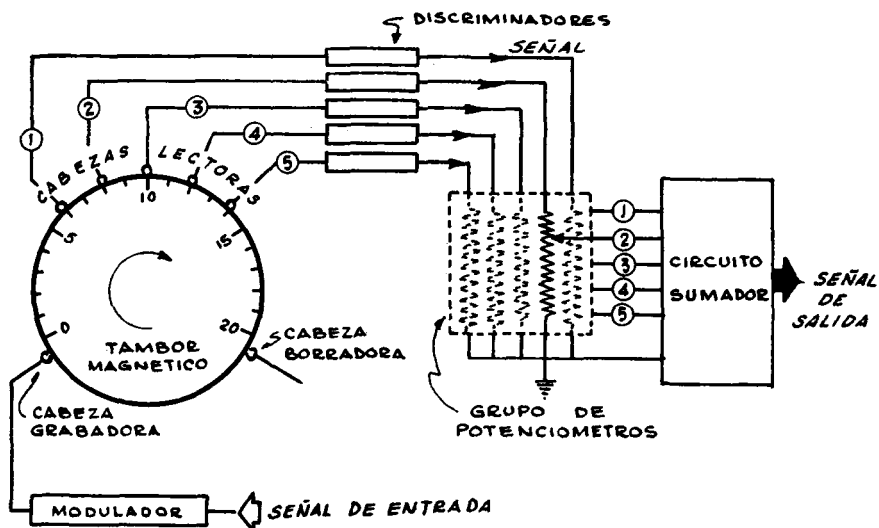 DISCRIMINADORES
SEÑAL
1
2
3
4
5
CABEZAS LECTORAS
0
5
10
15
20
TAMBOR
MAGNETICO
CABEZA
BORRADORA
CABEZA
GRABADORA
1
2
3
4
5
CIRCUITO
SUMADOR
SEÑAL
DE
SALIDA
GRUPO DE
POTENCIOMETROS
MODULADOR
SEÑAL DE ENTRADA